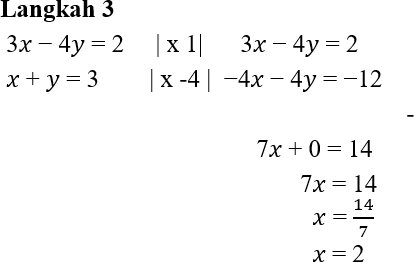 Langkah 3
3x − 4y = 2 | x 1| 3x − 4y = 2
x + y = 3 | x -4 | −4x − 4y = −12
-
7x + 0 = 14
7x = 14
x = 14/7
x = 2